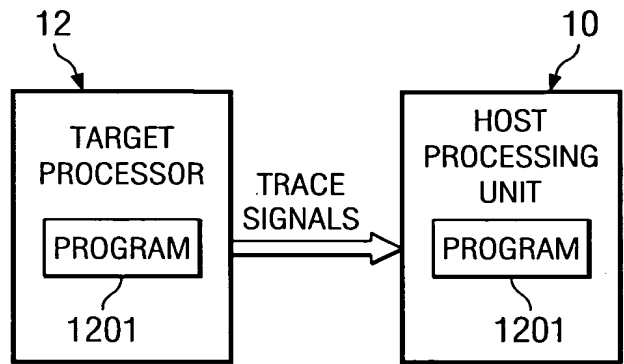 12
10
TARGET
PROCESSOR
PROGRAM
1201
TRACE
SIGNALS
HOST
PROCESSING
UNIT
PROGRAM
1201